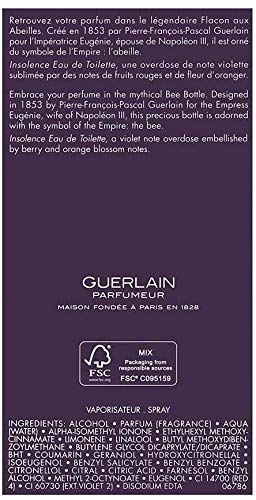 Retrouvez votre parfum dans le légendaire Flacon aux
Abeilles. Créé en 1853 par Pierre-François-Pascal Guerlain
pour l'Impératrice Eugénie, épouse de Napoléon III, il est orné
du symbole de l'Empire : l'abeille.
Insolence Eau de Toilette, une overdose de note violette
sublimée par des notes de fruits rouges et de fleur d'oranger.
Embrace your perfume in the mythical Bee Bottle. Designed
in 1853 by Pierre-François-Pascal Guerlain for the Empress
Eugénie, wife of Napoléon III, this precious bottle is adorned
with the symbol of the Empire: the bee.
Insolence Eau de Toilette, a violet note overdose embellished
by berry and orange blossom notes.
GUERLAIN
PARFUMEUR
MAISON FONDÉE À PARIS EN 1828
FSC
www.fsc.org
MIX
Packaging from
responsible sources
FSC® C095159
VAPORISATEUR . SPRAY
INGREDIENTS: ALCOHOL • PARFUM (FRAGRANCE) • AQUA
(WATER) • ALPHA-ISOMETHYL IONONE • ETHYLHEXYL METHOXY-
CINNAMATE • LIMONENE • LINALOOL • BUTYL METHOXYDIBEN-
ZOYLMETHANE • BUTYLENE GLYCOL DICAPRYLATE/DICAPRATE •
BHT • COUMARIN • GERANIOL • HYDROXYCITRONELLAL •
ISOEUGENOL • BENZYL SALICYLATE • BENZYL BENZOATE •
CITRONELLOL • CITRAL • CITRIC ACID • FARNESOL • BENZYL
ALCOHOL • METHYL 2-OCTYNOATE • EUGENOL • CI 14700 (RED
4) • CI 60730 (EXT.VIOLET 2) • DISODIUM EDTA
06786